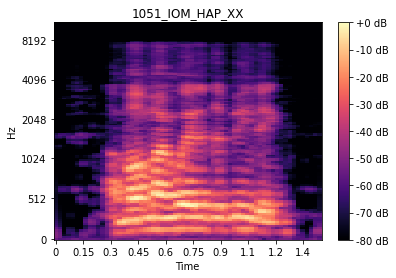 1051_IOM_HAP_XX
8192
4096
2048
1024
512
0
Hz
0 0.15 0.3 0.45 0.6 0.75 0.9 1.1 1.2 1.4
Time
+0 dB
-10 dB
-20 dB
-30 dB
-40 dB
-50 dB
-60 dB
-70 dB
-80 dB